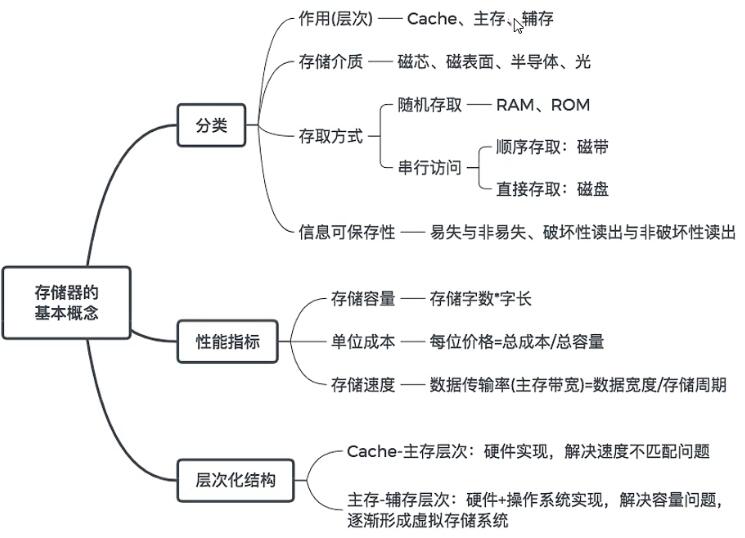 作用(层次)
Cache、主存、辅存
存储介质
磁芯、磁表面、半导体、光
分类
存取方式
随机存取
RAM、ROM
串行访问
顺序存取：磁带
直接存取：磁盘
信息可保存性
易失与非易失、破坏性读出与非破坏性读出
存储器的
基本概念
性能指标
存储容量
存储字数*字长
单位成本
每位价格=总成本/总容量
存储速度
数据传输率(主存带宽)=数据宽度/存储周期
层次化结构
Cache-主存层次：硬件实现，解决速度不匹配问题
主存-辅存层次：硬件+操作系统实现，解决容量问题，
逐渐形成虚拟存储系统